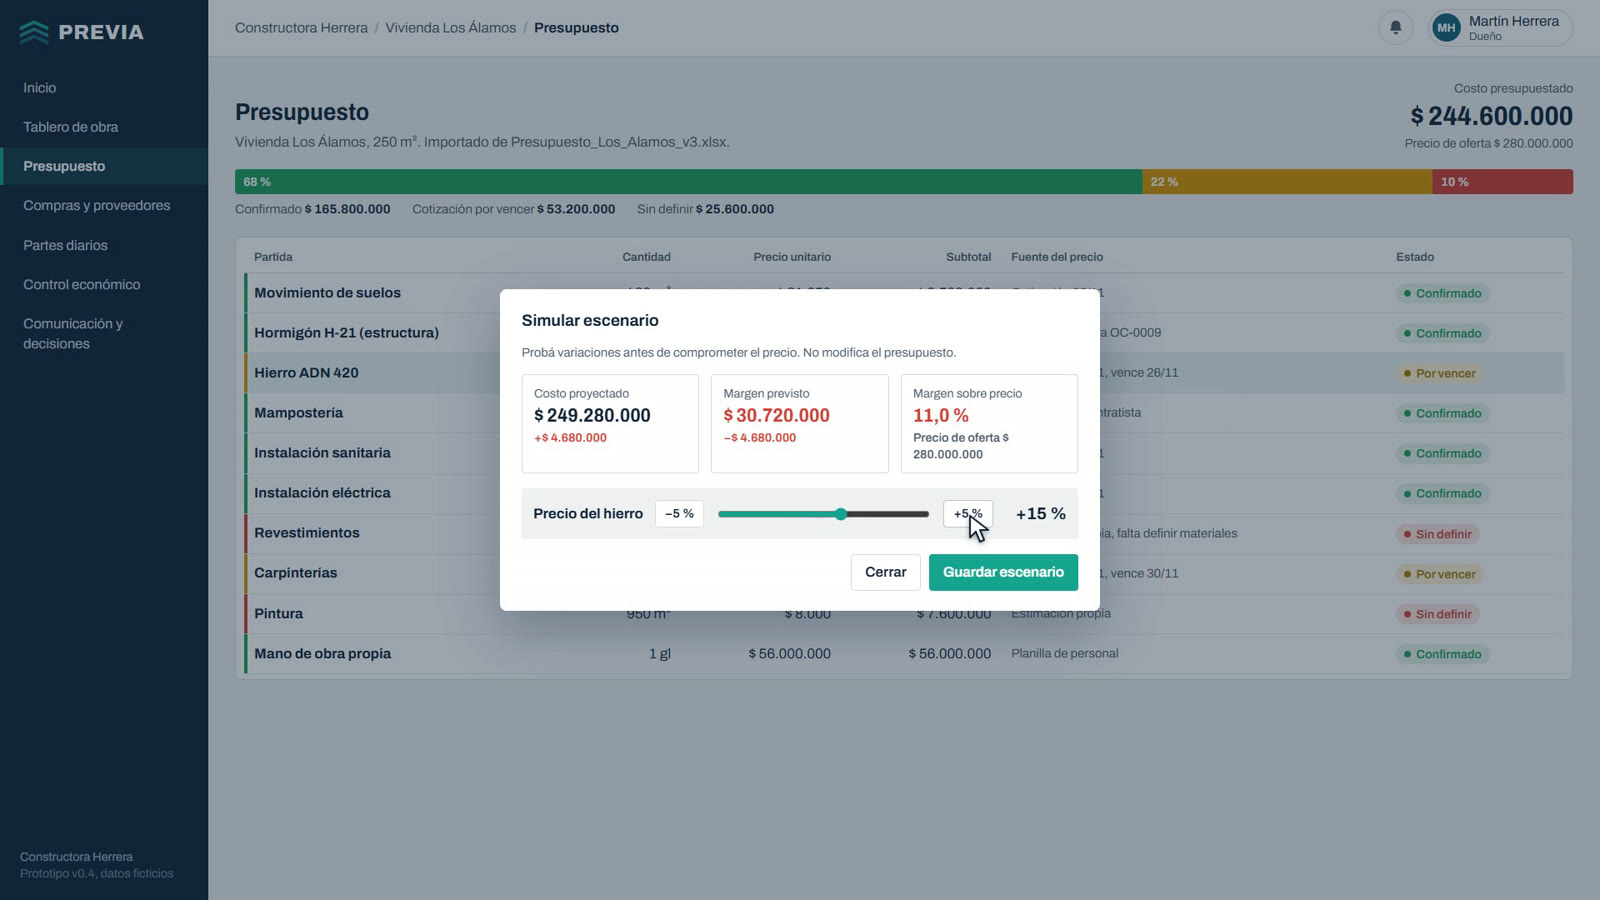 PREVIA
Inicio
Tablero de obra
Presupuesto
Compras y proveedores
Partes diarios
Control económico
Comunicación y
decisiones
Constructora Herrera
Prototipo v0.4, datos ficticios
Constructora Herrera / Vivienda Los Álamos / Presupuesto
MH
Martín Herrera
Dueño
Presupuesto
Vivienda Los Álamos, 250 m². Importado de Presupuesto_Los_Alamos_v3.xlsx.
Costo presupuestado
$ 244.600.000
Precio de oferta $ 280.000.000
68 % 22 % 10 %
Confirmado $ 165.800.000 Cotización por vencer $ 53.200.000 Sin definir $ 25.600.000
Partida Cantidad Precio unitario Subtotal Fuente del precio Estado
Movimiento de suelos Confirmado
Hormigón H-21 (estructura) OC-0009 Confirmado
Hierro ADN 420 vence 26/11 Por vencer
Mampostería Confirmado
Instalación sanitaria Confirmado
Instalación eléctrica Confirmado
Revestimientos falta definir materiales Sin definir
Carpinterías vence 30/11 Por vencer
Pintura 950 m² $ 8.000 $ 7.600.000 Estimación propia Sin definir
Mano de obra propia 1 gl $ 56.000.000 $ 56.000.000 Planilla de personal Confirmado
Simular escenario
Probá variaciones antes de comprometer el precio. No modifica el presupuesto.
Costo proyectado
$ 249.280.000
+$ 4.680.000
Margen previsto
$ 30.720.000
−$ 4.680.000
Margen sobre precio
11,0 %
Precio de oferta $
280.000.000
Precio del hierro −5 % +5 % +15 %
Cerrar Guardar escenario